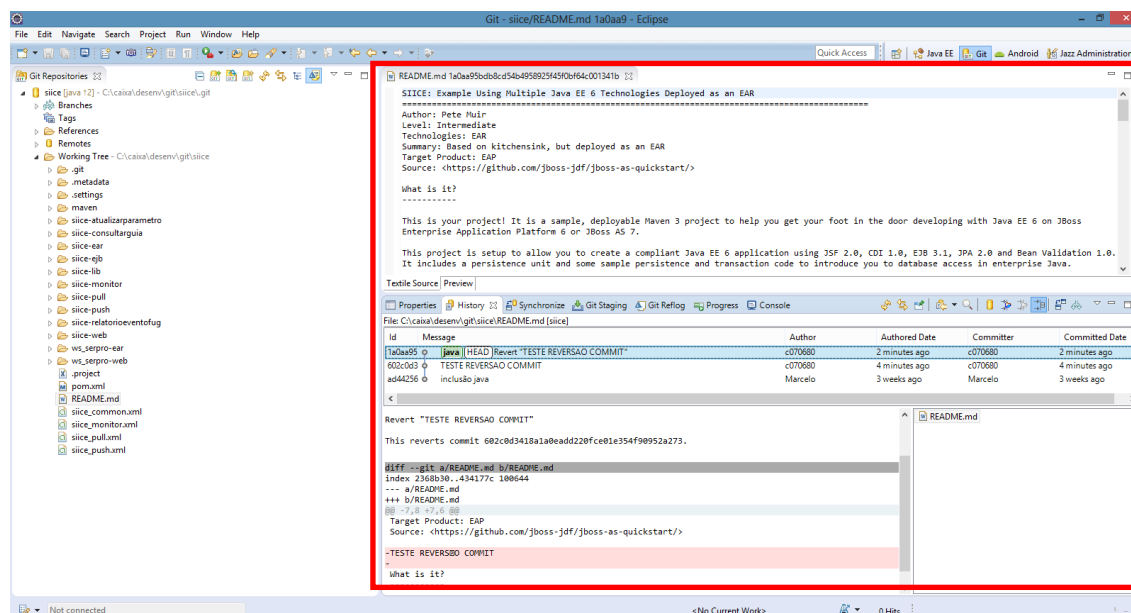 Git - siice/README.md 1a0aa9 - Eclipse
File Edit Navigate Search Project Run Window Help
Quick Access Java EE Git Android Jazz Administration
Git Repositories
siice [java ↑2] - C:\caixa\desenv\git\siice\.git
Branches
Tags
References
Remotes
Working Tree - C:\caixa\desenv\git\siice
.git
.metadata
.settings
maven
siice-atualizarparametro
siice-consultarguia
siice-ear
siice-ejb
siice-lib
siice-monitor
siice-pull
siice-push
siice-relatorioeventofug
siice-web
ws_serpro-ear
ws_serpro-web
.project
pom.xml
README.md
siice_common.xml
siice_monitor.xml
siice_pull.xml
siice_push.xml
README.md 1a0aa95bdb8cd54b4958925f45f0bf64c001341b
SIICE: Example Using Multiple Java EE 6 Technologies Deployed as an EAR
==============================================================================================
Author: Pete Muir
Level: Intermediate
Technologies: EAR
Summary: Based on kitchensink, but deployed as an EAR
Target Product: EAP
Source: <https://github.com/jboss-jdf/jboss-as-quickstart/>
What is it?
-----------
This is your project! It is a sample, deployable Maven 3 project to help you get your foot in the door developing with Java EE 6 on JBoss
Enterprise Application Platform 6 or JBoss AS 7.
This project is setup to allow you to create a compliant Java EE 6 application using JSF 2.0, CDI 1.0, EJB 3.1, JPA 2.0 and Bean Validation 1.0.
It includes a persistence unit and some sample persistence and transaction code to introduce you to database access in enterprise Java.
Textile Source Preview
Properties History Synchronize Git Staging Git Reflog Progress Console
File: C:\caixa\desenv\git\siice\README.md [siice]
Id Message Author Authored Date Committer Committed Date
1a0aa95 java HEAD Revert "TESTE REVERSAO COMMIT" c070680 2 minutes ago c070680 2 minutes ago
602c0d3 TESTE REVERSAO COMMIT c070680 4 minutes ago c070680 4 minutes ago
ad44256 inclusão java Marcelo 3 weeks ago Marcelo 3 weeks ago
Revert "TESTE REVERSAO COMMIT"
This reverts commit 602c0d3418a1a0eadd220fce01e354f90952a273.
diff --git a/README.md b/README.md
index 2368b30..434177c 100644
--- a/README.md
+++ b/README.md
@@ -7,8 +7,6 @@
Target Product: EAP
Source: <https://github.com/jboss-jdf/jboss-as-quickstart/>
-TESTE REVERSÃO COMMIT
-
What is it?
README.md
Not connected
<No Current Work>
0 Hits